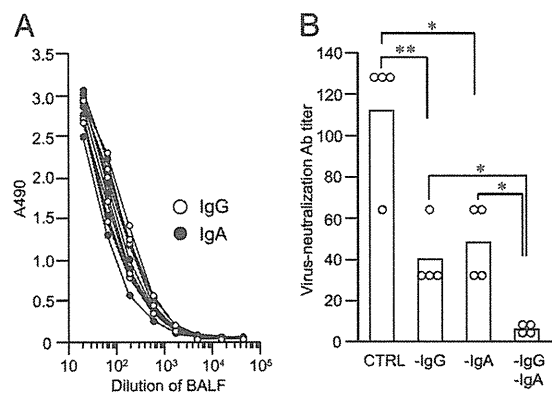 A
3.5
3.0
2.5
2.0
1.5
1.0
0.5
0
A490
10
10²
10³
10⁴
10⁵
Dilution of BALF
IgG
IgA
B
140
120
100
80
60
40
20
0
Virus-neutralization Ab titer
*
**
*
*
CTRL
-IgG
-IgA
-IgG
-IgA